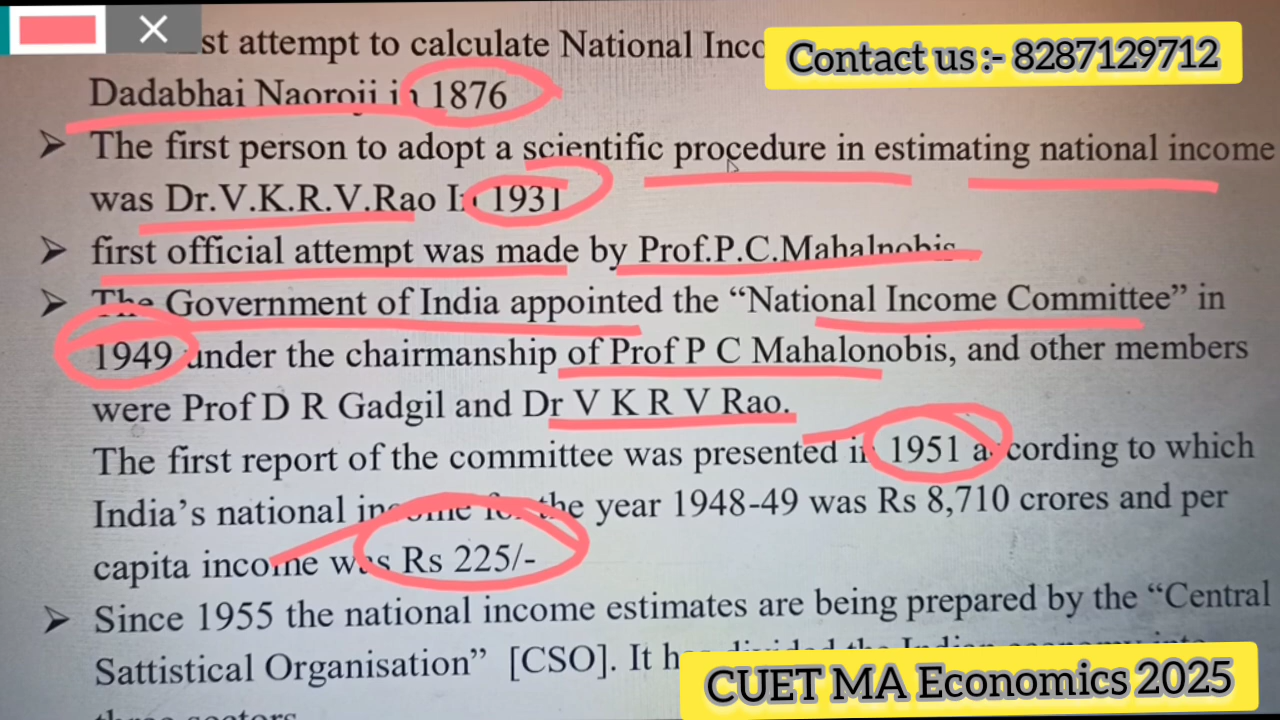 st attempt to calculate National Inco
Contact us :- 8287129712
Dadabhai Naoroji in 1876
➤ The first person to adopt a scientific procedure in estimating national income
was Dr.V.K.R.V.Rao In 1931
➤ first official attempt was made by Prof.P.C.Mahalnobis
➤ The Government of India appointed the “National Income Committee” in
1949 under the chairmanship of Prof P C Mahalonobis, and other members
were Prof D R Gadgil and Dr V K R V Rao.
The first report of the committee was presented in 1951 according to which
India’s national income for the year 1948-49 was Rs 8,710 crores and per
capita income was Rs 225/-
➤ Since 1955 the national income estimates are being prepared by the “Central
Sattistical Organisation” [CSO]. It has divided the Indian economy into
three sectors
CUET MA Economics 2025